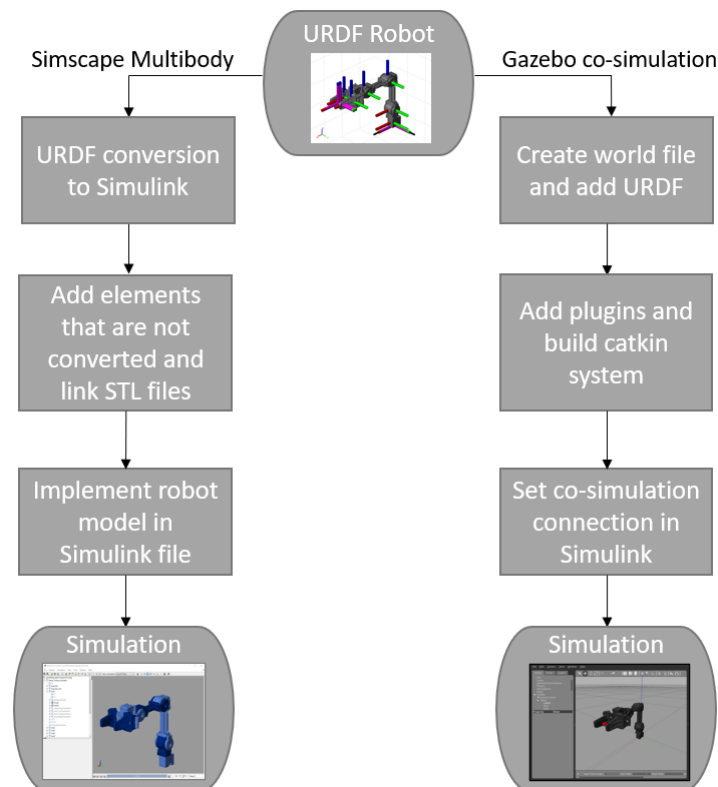 URDF Robot
Simscape Multibody
Gazebo co-simulation
URDF conversion
to Simulink
Add elements
that are not
converted and
link STL files
Implement robot
model in
Simulink file
Simulation
Create world file
and add URDF
Add plugins and
build catkin
system
Set co-simulation
connection in
Simulink
Simulation